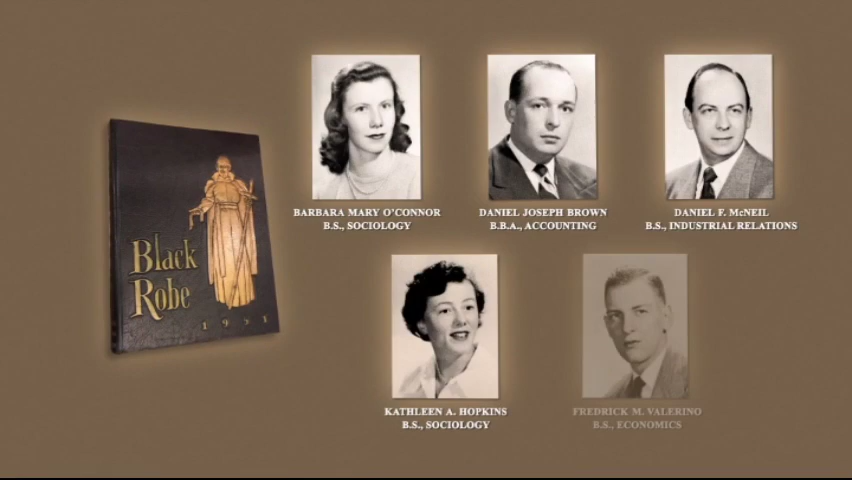 Black
Robe
BARBARA MARY O'CONNOR
B.S., SOCIOLOGY
DANIEL JOSEPH BROWN
B.B.A., ACCOUNTING
DANIEL F. McNEIL
B.S., INDUSTRIAL RELATIONS
KATHLEEN A. HOPKINS
B.S., SOCIOLOGY
FREDRICK M. VALERINO
B.S., ECONOMICS